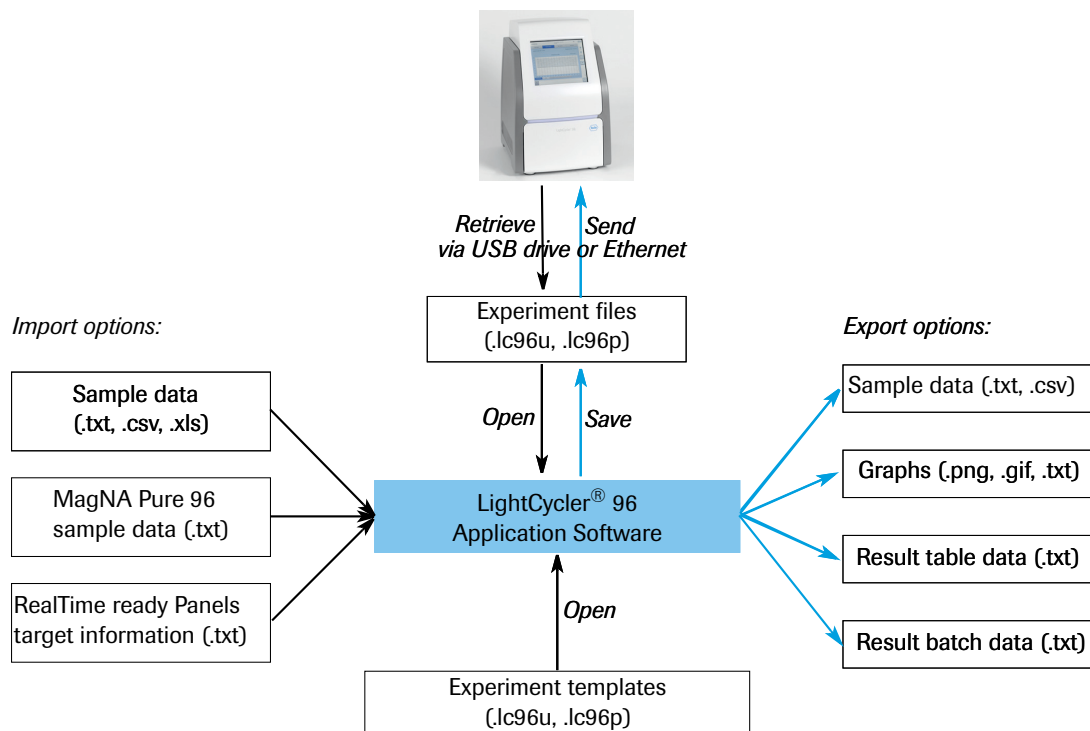 Retrieve Send
via USB drive or Ethernet
Experiment files
(.lc96u, .lc96p)
Import options:
Export options:
Sample data
(.txt, .csv, .xls)
Sample data (.txt, .csv)
Open
Save
MagNA Pure 96
sample data (.txt)
LightCycler® 96
Application Software
Graphs (.png, .gif, .txt)
Result table data (.txt)
RealTime ready Panels
target information (.txt)
Open
Result batch data (.txt)
Experiment templates
(.lc96u, .lc96p)